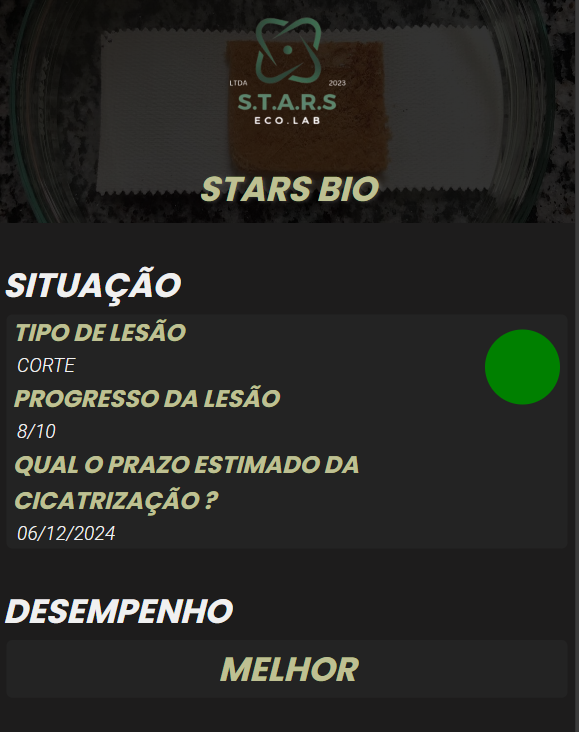 LTDA 2023
S.T.A.R.S
ECO.LAB
STARS BIO
SITUAÇÃO
TIPO DE LESÃO
CORTE
PROGRESSO DA LESÃO
8/10
QUAL O PRAZO ESTIMADO DA
CICATRIZAÇÃO ?
06/12/2024
DESEMPENHO
MELHOR